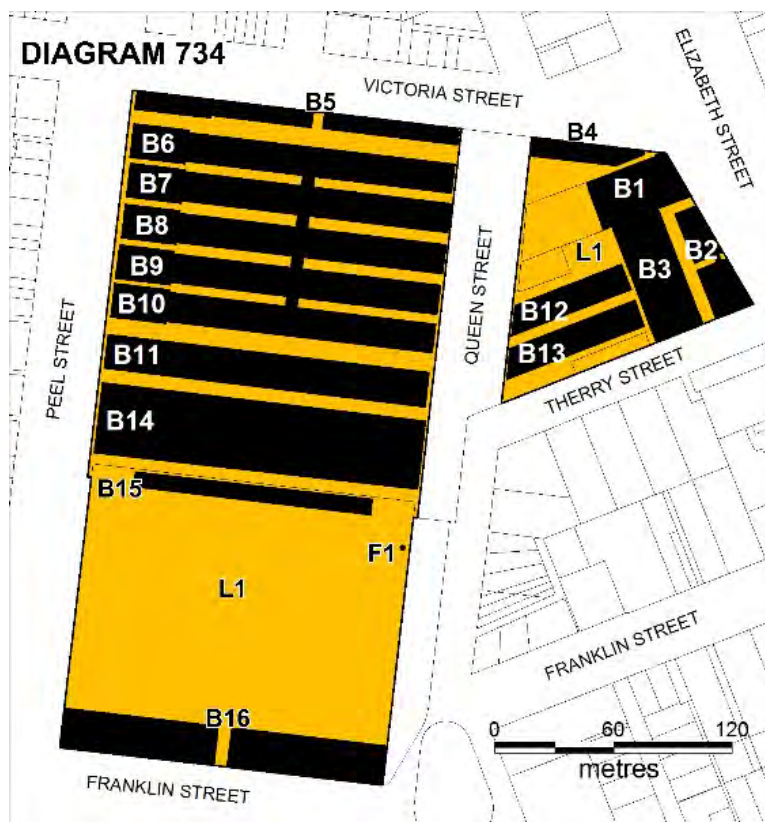 DIAGRAM 734
VICTORIA STREET
ELIZABETH STREET
B5
B4
B6
B7
B8
B9
B10
B11
B14
B15
B1
B2
L1
B3
B12
B13
PEEL STREET
QUEEN STREET
THERRY STREET
F1
L1
B16
FRANKLIN STREET
FRANKLIN STREET
0 60 120
metres